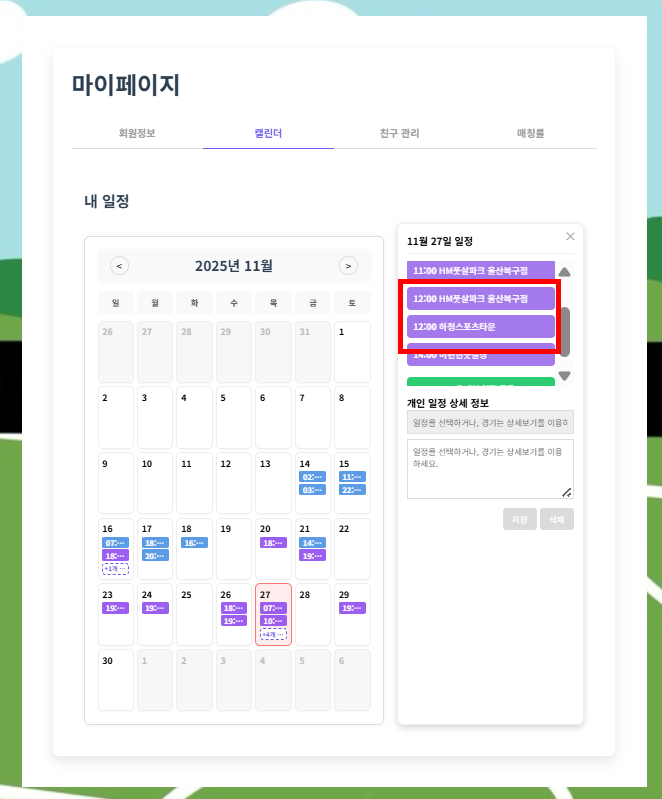 마이페이지
회원정보 캘린더 친구 관리 매칭률
내 일정
< 2025년 11월 >
일 월 화 수 목 금 토
26 27 28 29 30 31 1
2 3 4 5 6 7 8
9 10 11 12 13 14 15
02:··· 11:···
03:··· 22:···
16 17 18 19 20 21 22
07:··· 18:··· 16:··· 18:··· 14:···
18:··· 20:··· 19:···
+1개 ···
23 24 25 26 27 28 29
19:··· 19:··· 18:··· 07:··· 19:···
19:··· 10:···
+4개 ···
30 1 2 3 4 5 6
11월 27일 일정
11:00 HM풋살파크 울산북구점
12:00 HM풋살파크 울산북구점
12:00 하청스포츠타운
14:00
개인 일정 상세 정보
일정을 선택하거나, 경기는 상세보기를 이용하
일정을 선택하거나, 경기는 상세보기를 이용
하세요.
저장 삭제